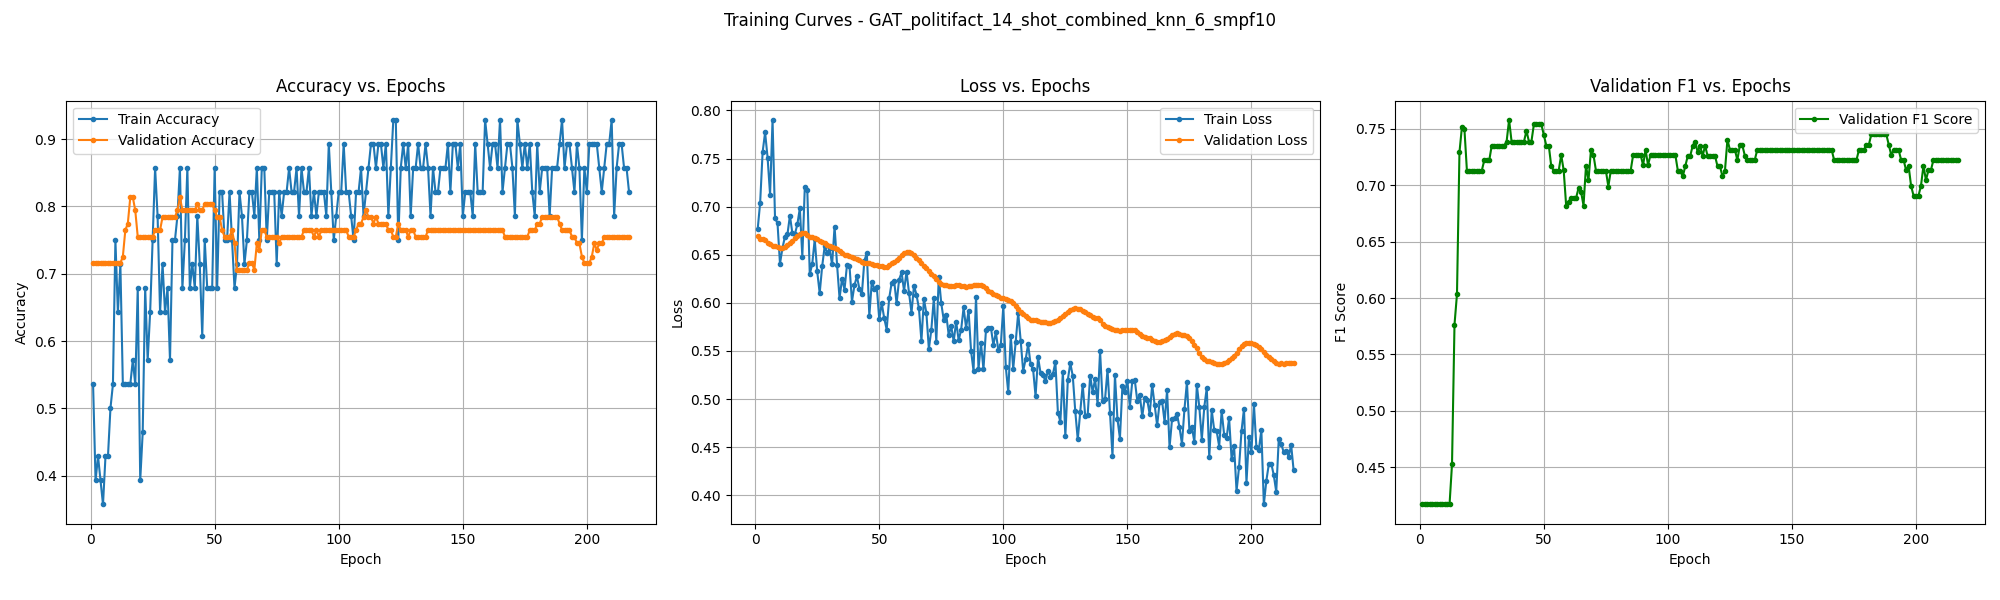 Training Curves - GAT_politifact_14_shot_combined_knn_6_smpf10
Accuracy vs. Epochs
Train Accuracy
Validation Accuracy
Accuracy
0.9
0.8
0.7
0.6
0.5
0.4
0 50 100 150 200
Epoch
Loss vs. Epochs
Train Loss
Validation Loss
Loss
0.80
0.75
0.70
0.65
0.60
0.55
0.50
0.45
0.40
0 50 100 150 200
Epoch
Validation F1 vs. Epochs
Validation F1 Score
F1 Score
0.75
0.70
0.65
0.60
0.55
0.50
0.45
0 50 100 150 200
Epoch